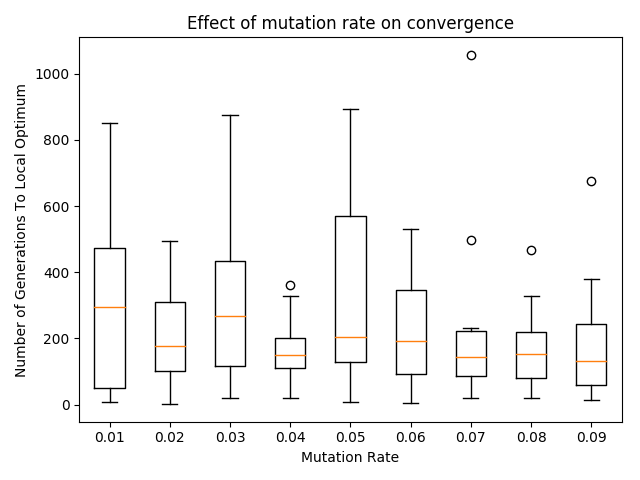 Effect of mutation rate on convergence
Number of Generations To Local Optimum
1000
800
600
400
200
0
0.01 0.02 0.03 0.04 0.05 0.06 0.07 0.08 0.09
Mutation Rate